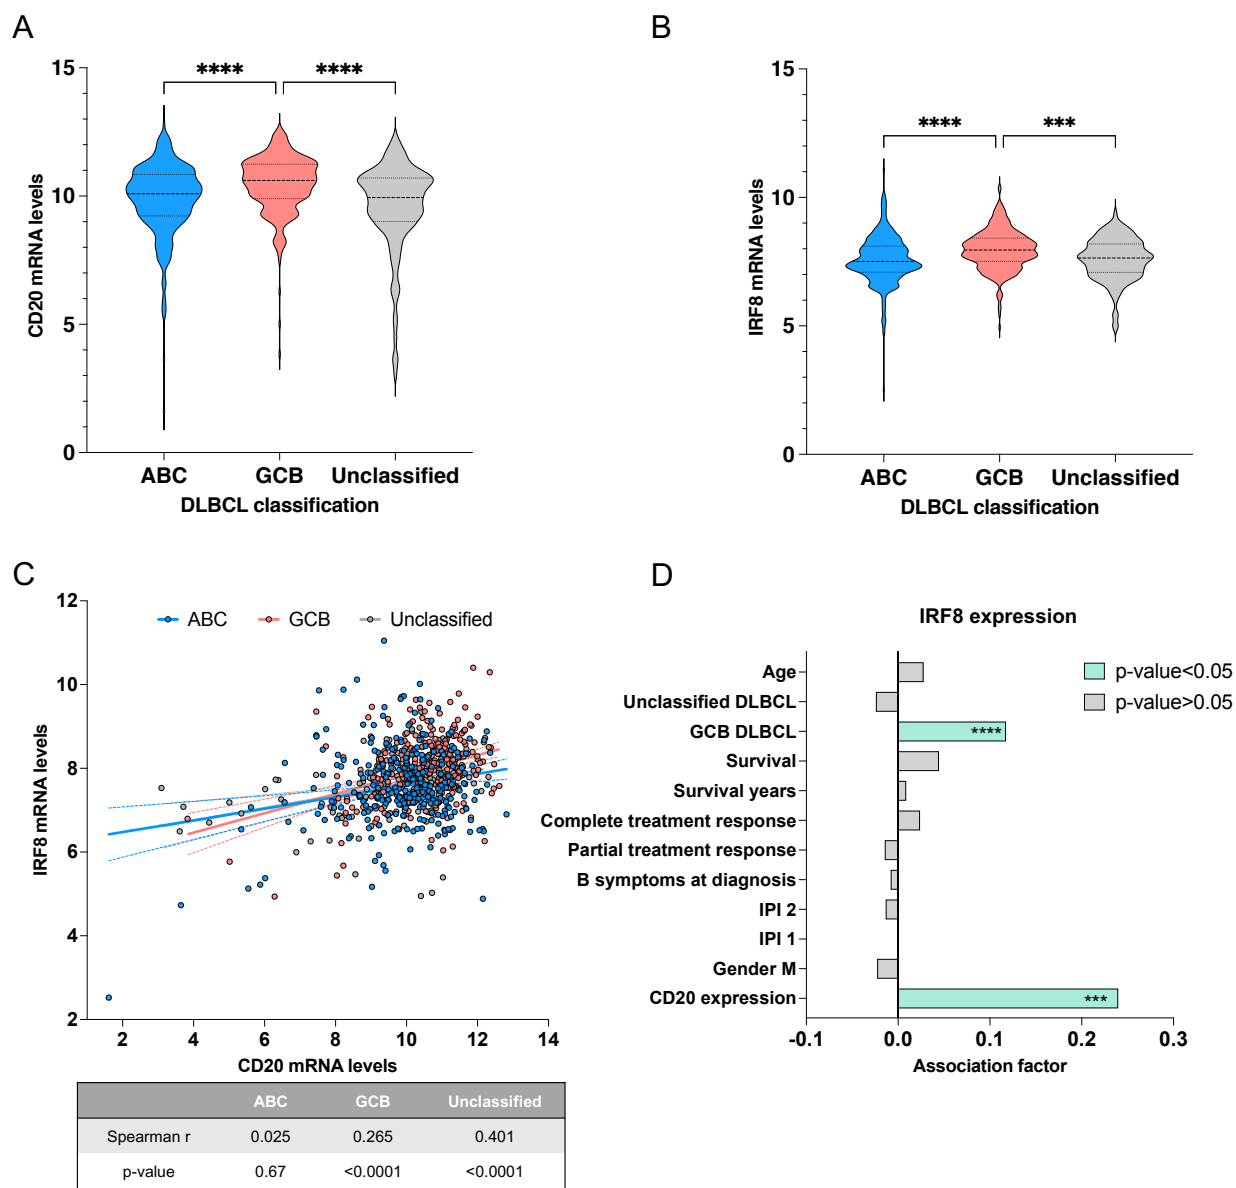 A
15
10
5
0
CD20 mRNA levels
****
****
ABC
GCB
Unclassified
DLBCL classification
B
15
10
5
0
IRF8 mRNA levels
****
***
ABC
GCB
Unclassified
DLBCL classification
C
ABC
GCB
Unclassified
12
10
8
6
4
2
IRF8 mRNA levels
2
4
6
8
10
12
14
CD20 mRNA levels
ABC GCB Unclassified
Spearman r 0.025 0.265 0.401
p-value 0.67 <0.0001 <0.0001
D
IRF8 expression
p-value<0.05
p-value>0.05
Age
Unclassified DLBCL
GCB DLBCL
****
Survival
Survival years
Complete treatment response
Partial treatment response
B symptoms at diagnosis
IPI 2
IPI 1
Gender M
CD20 expression
***
-0.1
0.0
0.1
0.2
0.3
Association factor